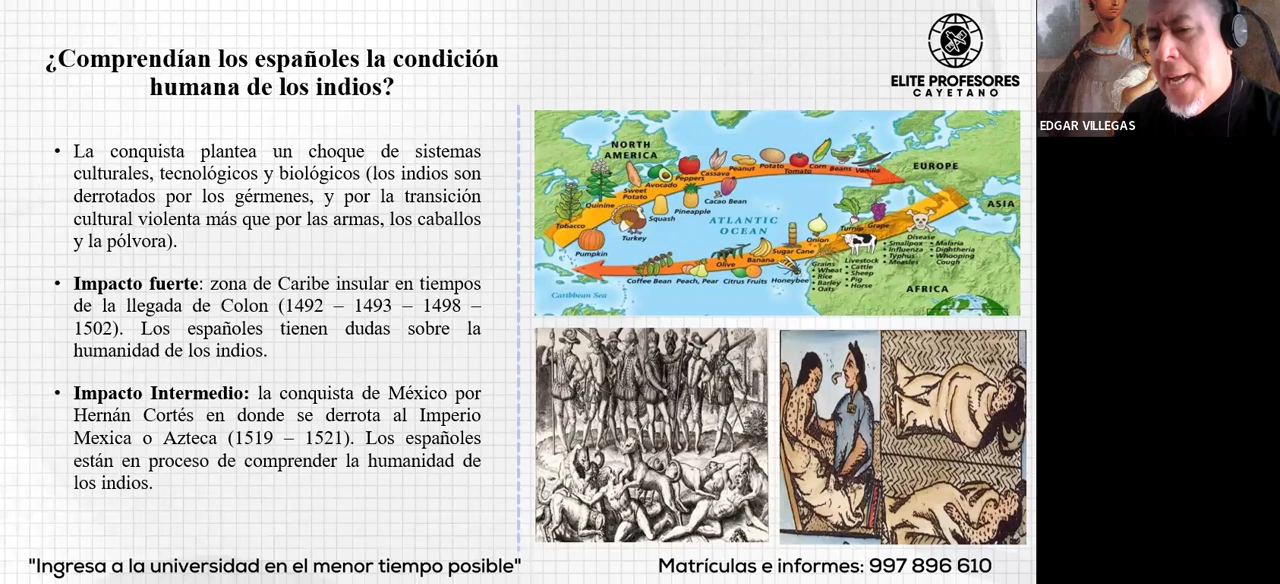 ¿Comprendían los españoles la condición
humana de los indios?
• La conquista plantea un choque de sistemas
culturales, tecnológicos y biológicos (los indios son
derrotados por los gérmenes, y por la transición
cultural violenta más que por las armas, los caballos
y la pólvora).
• Impacto fuerte: zona de Caribe insular en tiempos
de la llegada de Colon (1492 – 1493 – 1498 –
1502). Los españoles tienen dudas sobre la
humanidad de los indios.
• Impacto Intermedio: la conquista de México por
Hernán Cortés en donde se derrota al Imperio
Mexica o Azteca (1519 – 1521). Los españoles
están en proceso de comprender la humanidad de
los indios.
ELITE PROFESORES
CAYETANO
NORTH
AMERICA
EUROPE
ASIA
AFRICA
ATLANTIC
OCEAN
Caribbean Sea
Quinine
Sweet
Potato
Avocado
Peppers
Cassava
Peanut
Potato
Tomato
Corn
Beans
Vanilla
Tobacco
Pumpkin
Turkey
Squash
Pineapple
Cacao Bean
Coffee Bean
Peach, Pear
Olive
Citrus Fruits
Banana
Honeybee
Sugar Cane
Onion
Turnip
Grape
Grains
• Wheat
• Rice
• Barley
• Oats
Livestock
• Cattle
• Sheep
• Pig
• Horse
Disease
• Smallpox
• Influenza
• Typhus
• Measles
• Malaria
• Diphtheria
• Whooping
Cough
EDGAR VILLEGAS
"Ingresa a la universidad en el menor tiempo posible"
Matrículas e informes: 997 896 610